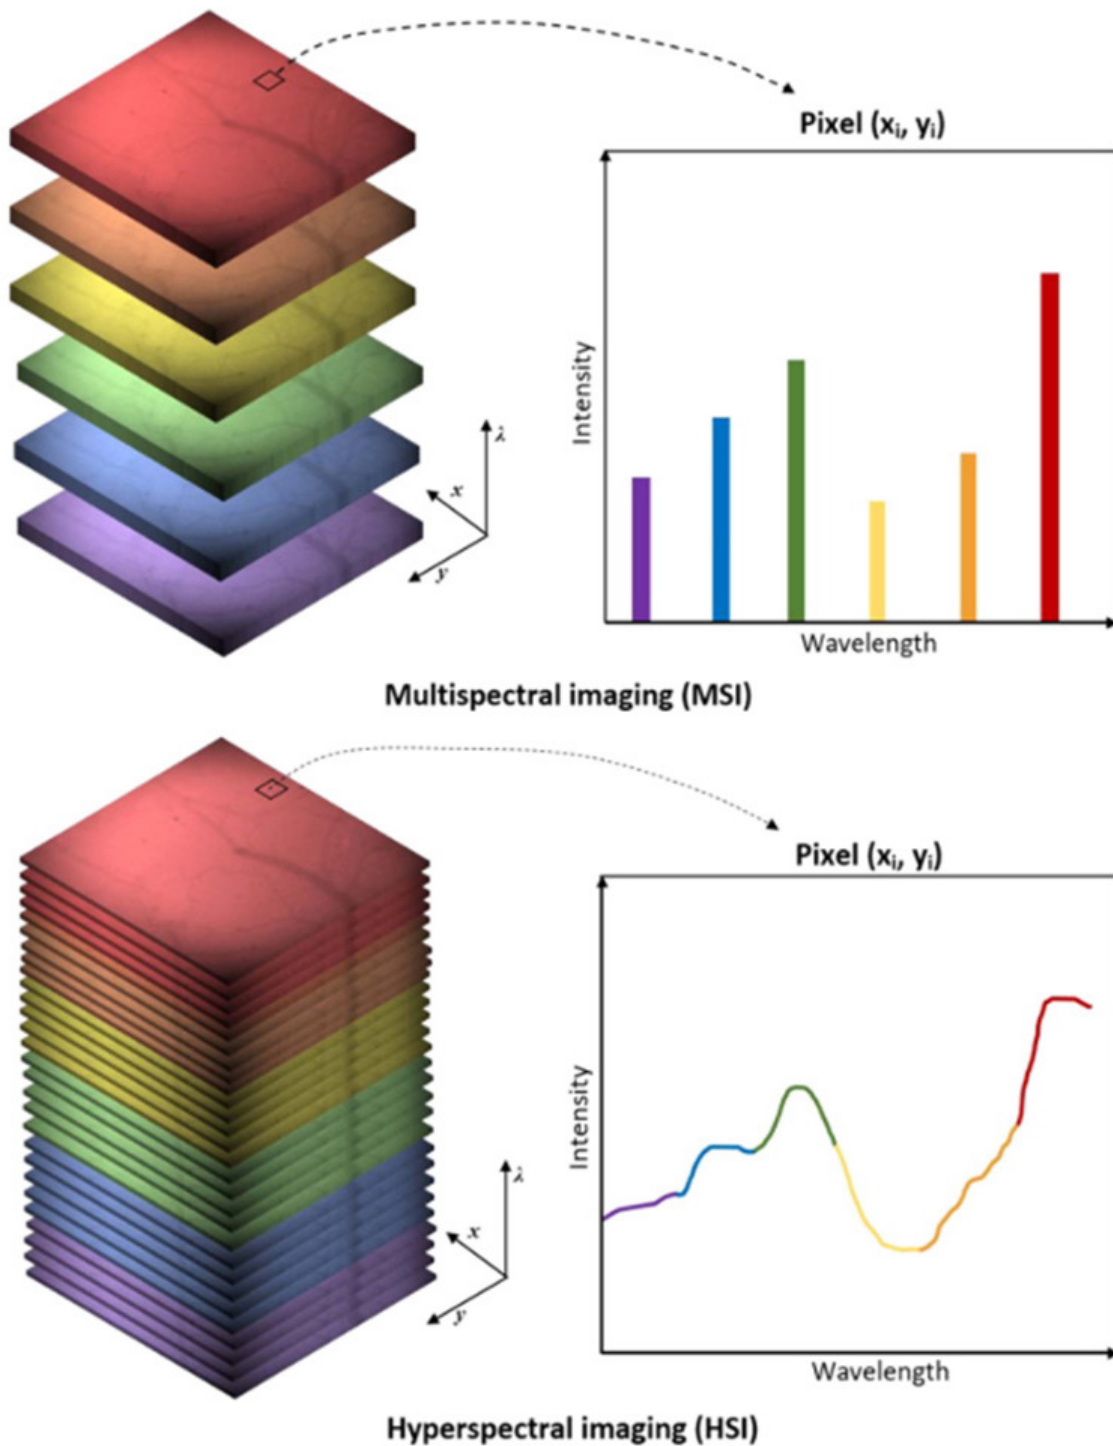 Pixel (xᵢ, yᵢ)
Intensity
λ
x
y
Wavelength
Multispectral imaging (MSI)
Pixel (xᵢ, yᵢ)
Intensity
λ
x
y
Wavelength
Hyperspectral imaging (HSI)